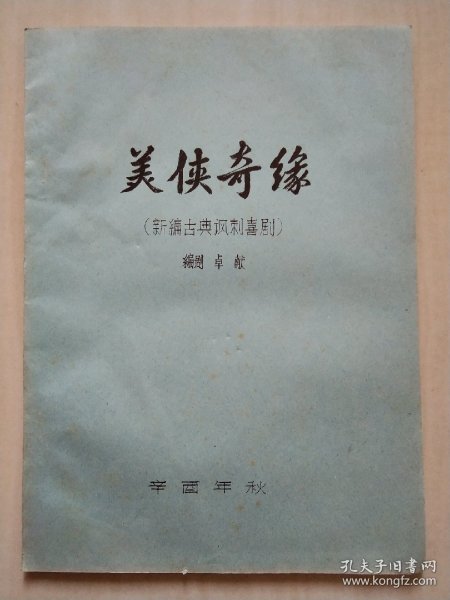 美侠奇缘
（新编古典讽刺喜剧）
编剧 卓献
辛酉年秋
孔夫子旧书网
www.kongfz.com